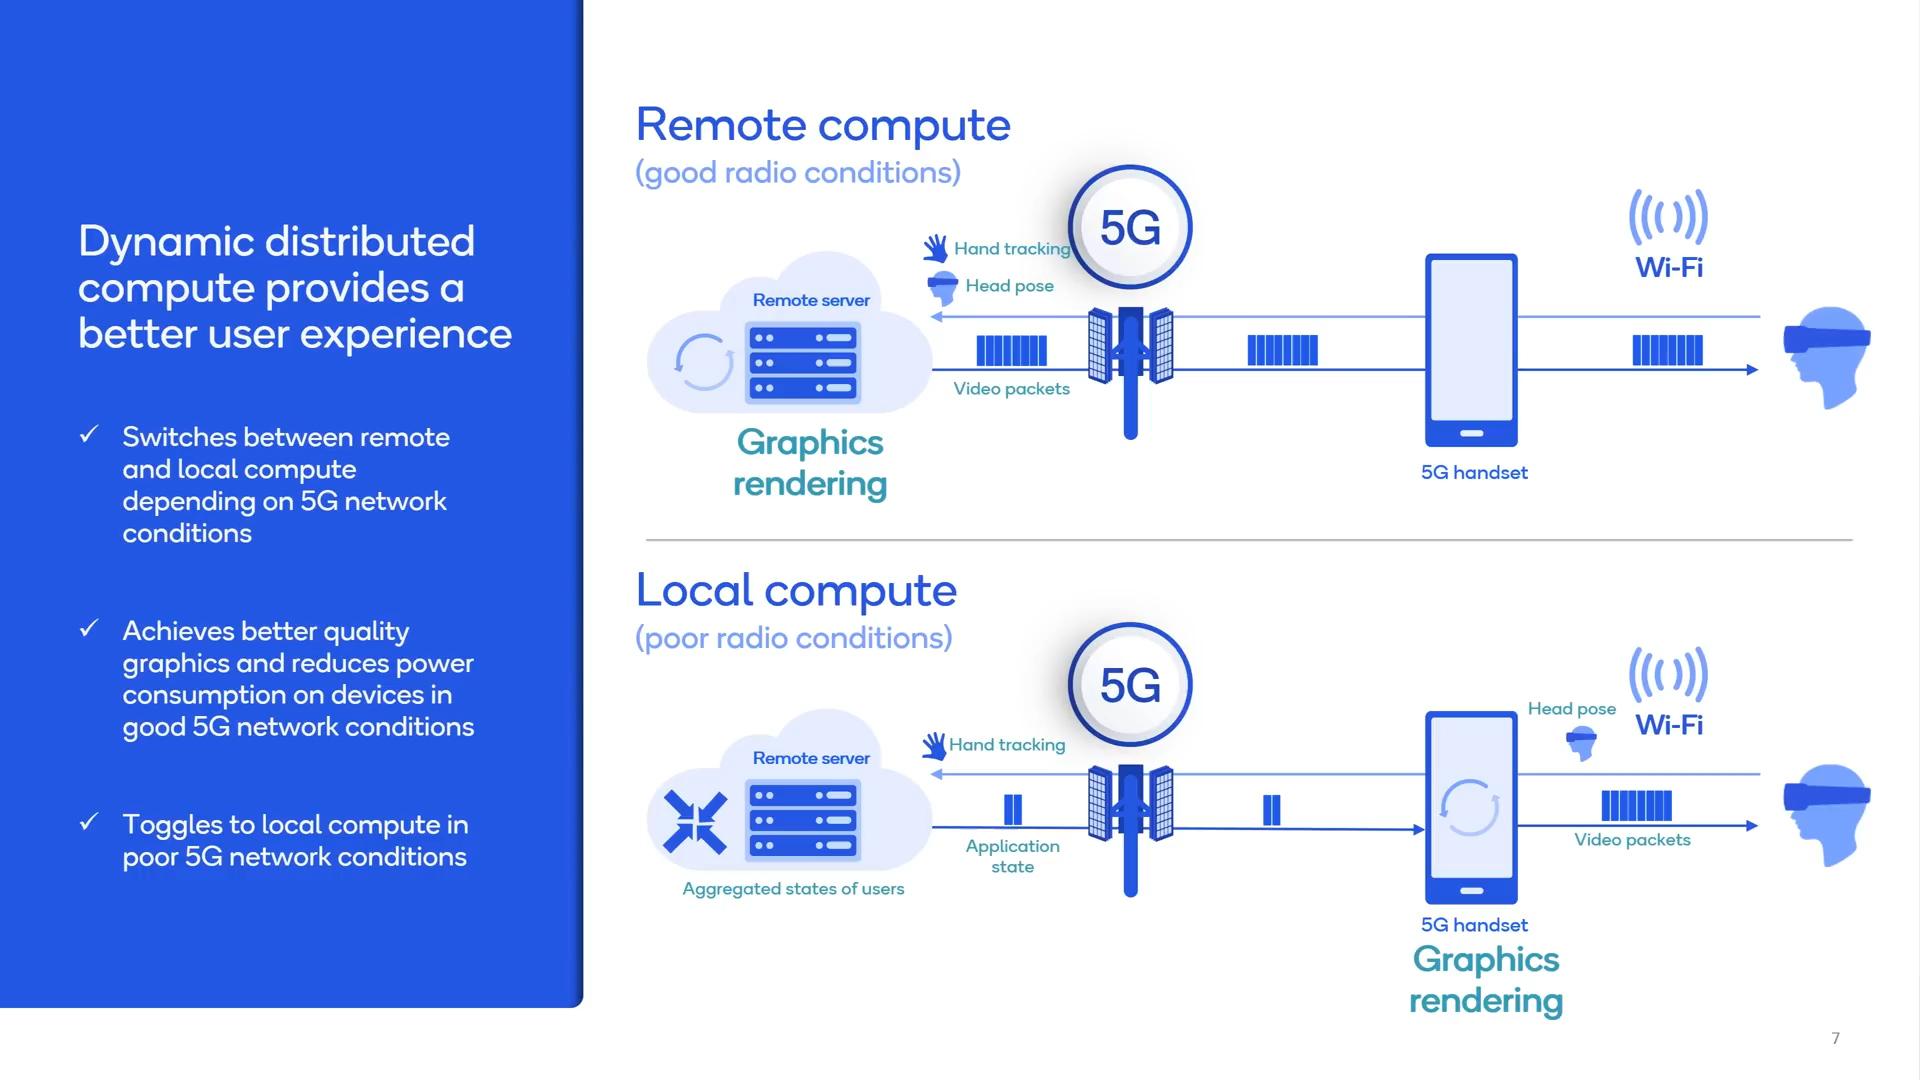 Dynamic distributed
compute provides a
better user experience
✓ Switches between remote
and local compute
depending on 5G network
conditions
✓ Achieves better quality
graphics and reduces power
consumption on devices in
good 5G network conditions
✓ Toggles to local compute in
poor 5G network conditions
Remote compute
(good radio conditions)
5G
Hand tracking
Head pose
Wi-Fi
Remote server
Video packets
Graphics
rendering
5G handset
Local compute
(poor radio conditions)
5G
Head pose
Wi-Fi
Hand tracking
Remote server
Application
state
Video packets
Aggregated states of users
5G handset
Graphics
rendering
7